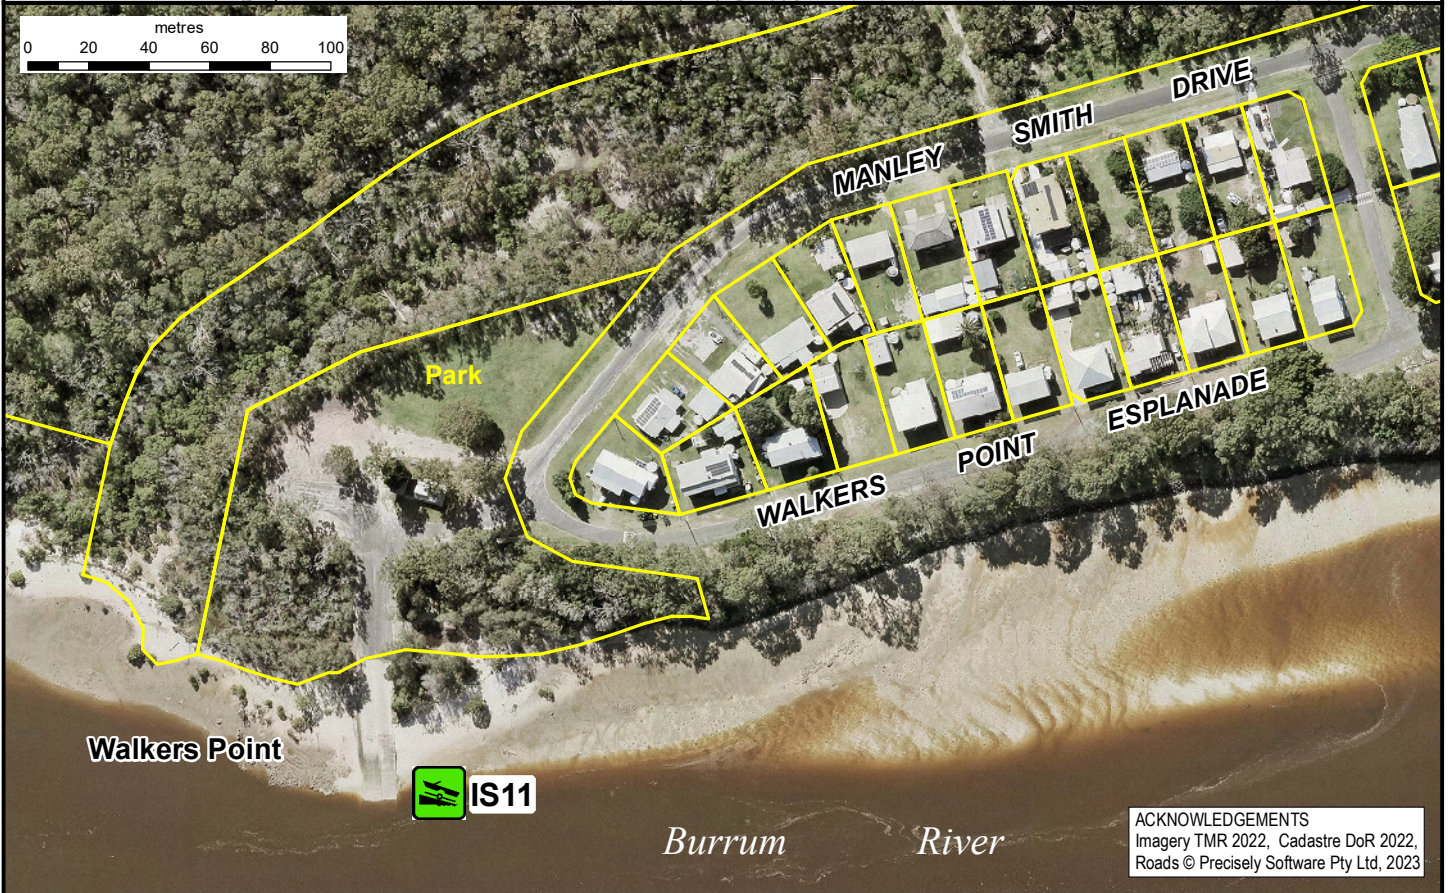 metres
0 20 40 60 80 100
MANLEY SMITH DRIVE
Park
WALKERS POINT ESPLANADE
Walkers Point
IS11
Burrum River
ACKNOWLEDGEMENTS
Imagery TMR 2022, Cadastre DoR 2022,
Roads © Precisely Software Pty Ltd, 2023